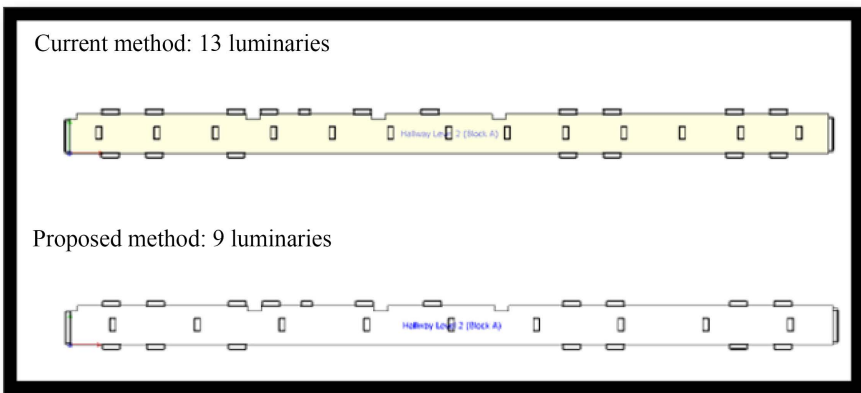 Current method: 13 luminaries
Hallway Level 2 (Block A)
Proposed method: 9 luminaries
Hallway Level 2 (Block A)